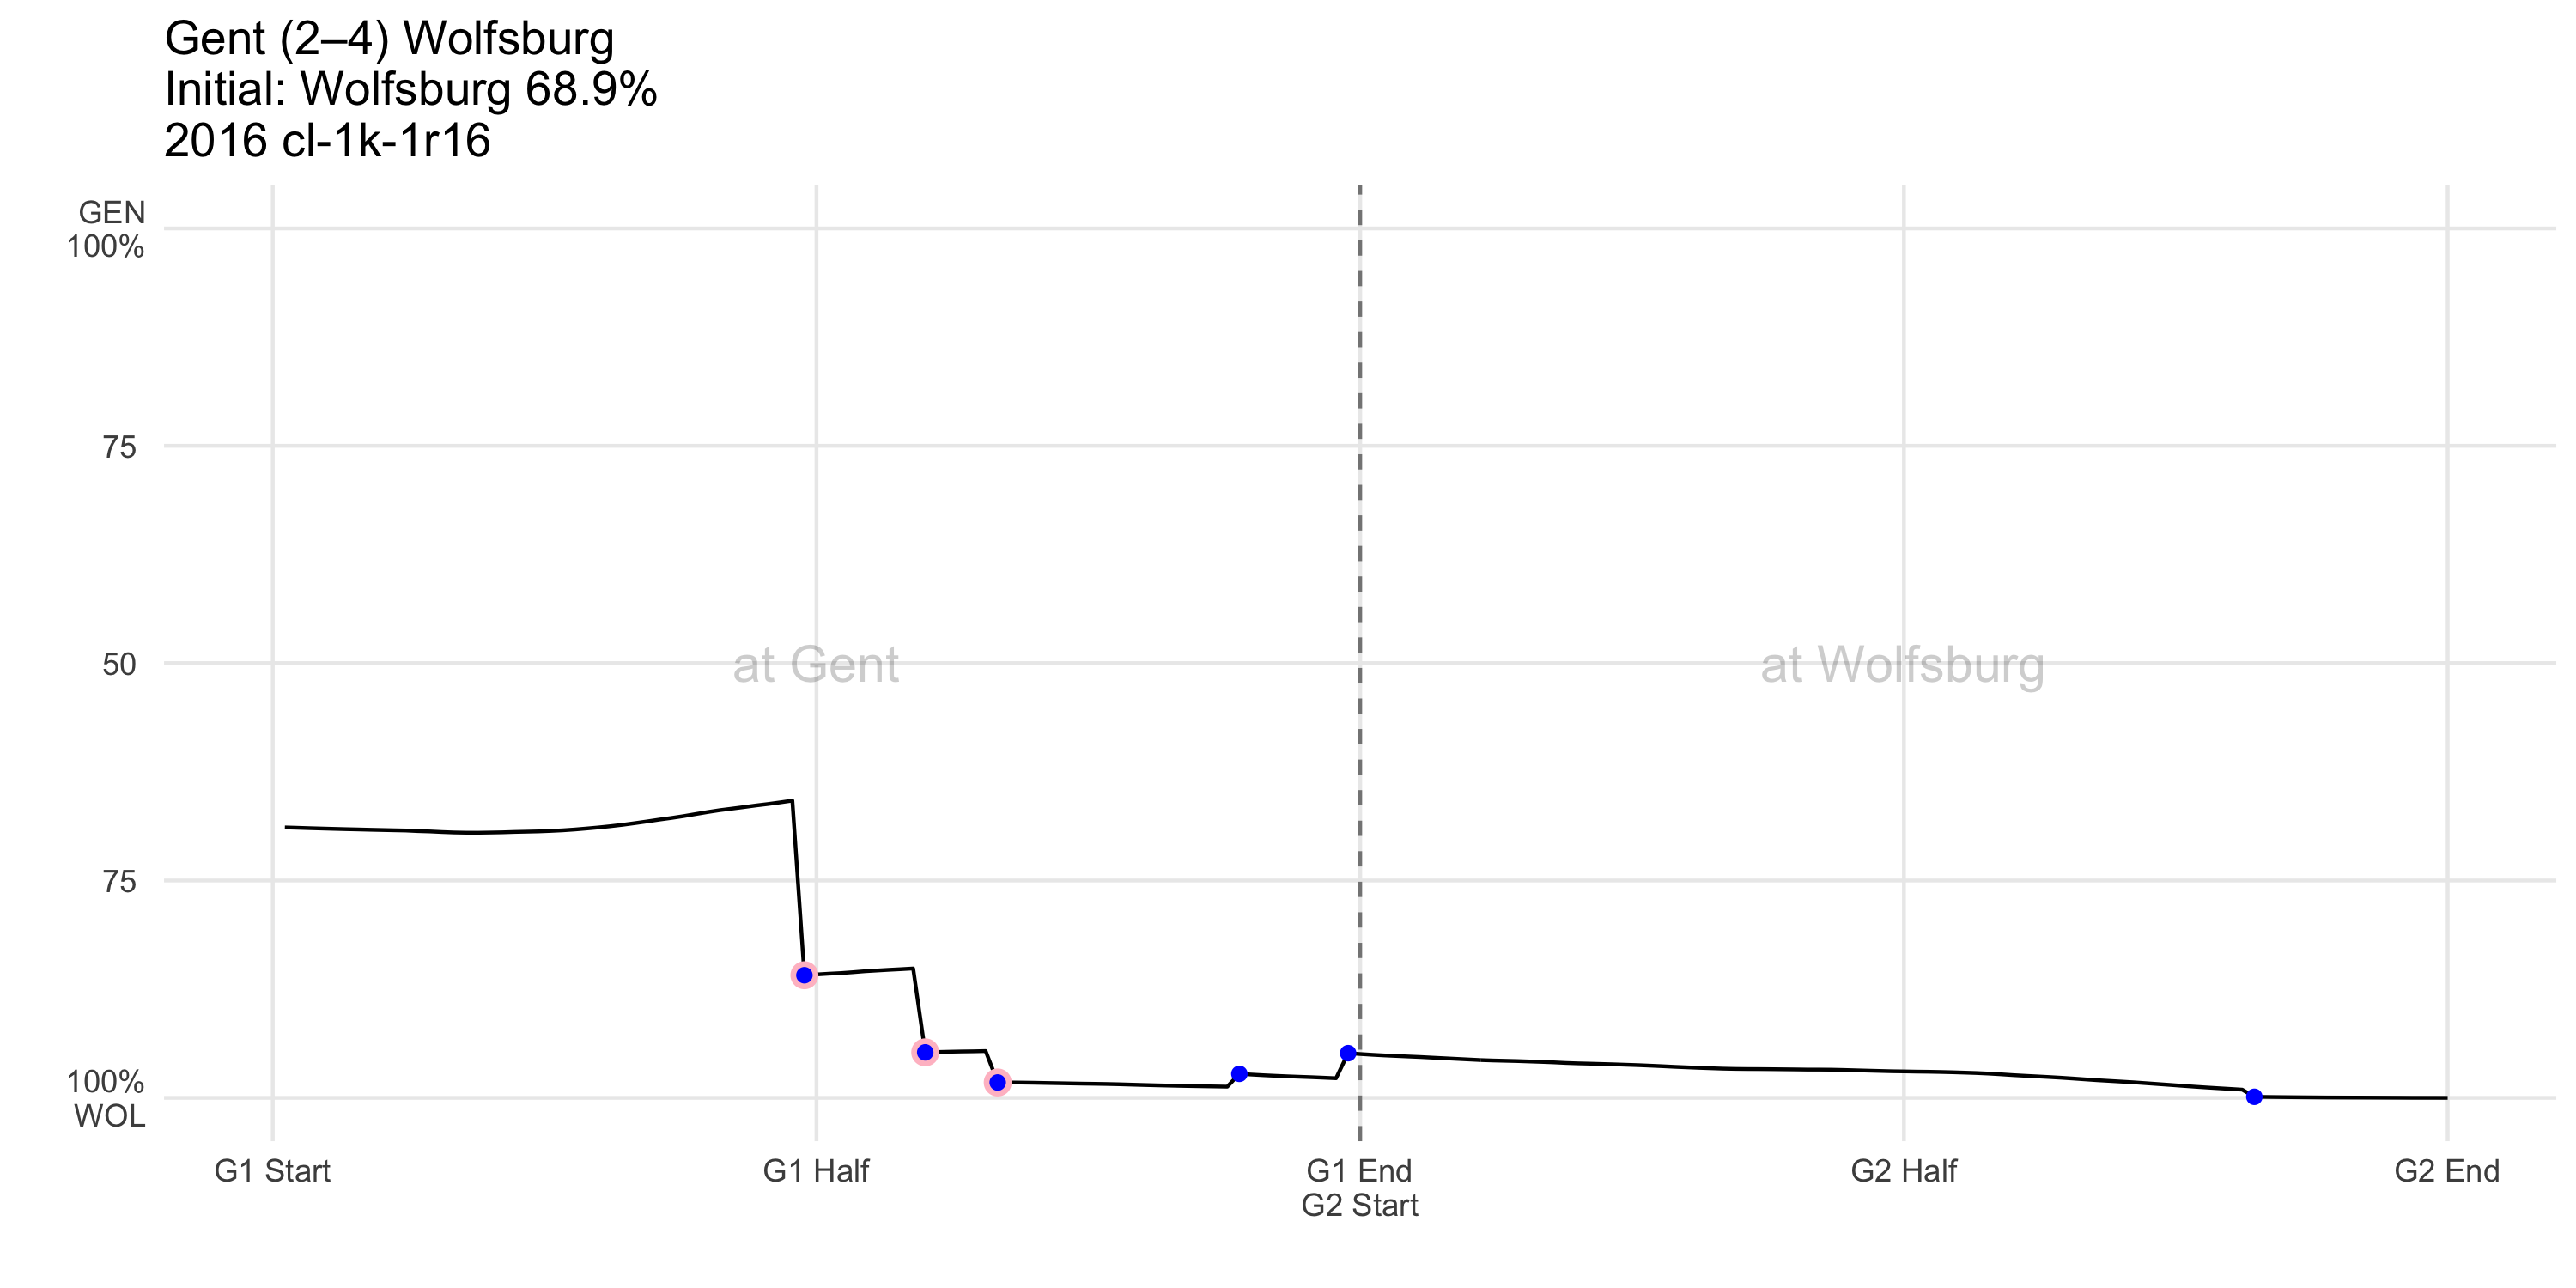 Gent (2–4) Wolfsburg
Initial: Wolfsburg 68.9%
2016 cl-1k-1r16
GEN
100%
75
50
75
100%
WOL
at Gent
at Wolfsburg
G1 Start
G1 Half
G1 End
G2 Start
G2 Half
G2 End